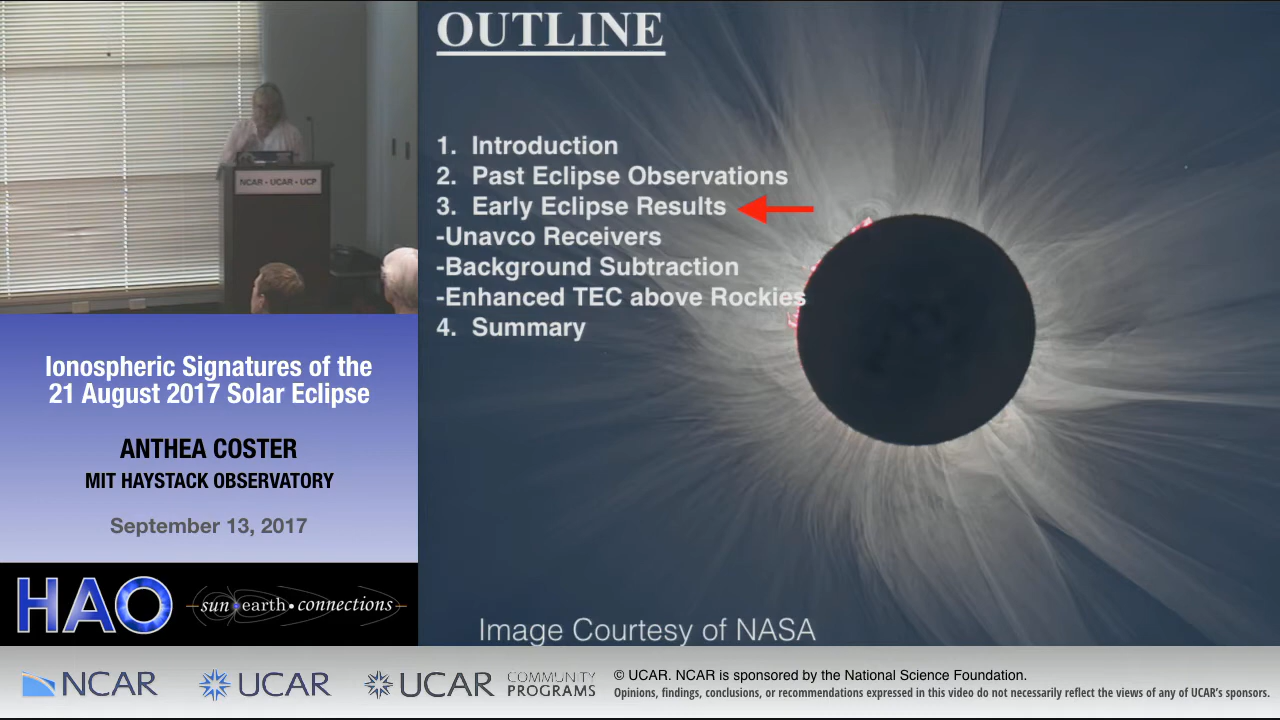 OUTLINE
1. Introduction
2. Past Eclipse Observations
3. Early Eclipse Results
-Unavco Receivers
-Background Subtraction
-Enhanced TEC above Rockies
4. Summary
Image Courtesy of NASA
NCAR • UCAR • UCP
Ionospheric Signatures of the
21 August 2017 Solar Eclipse
ANTHEA COSTER
MIT HAYSTACK OBSERVATORY
September 13, 2017
HAO
sun•earth•connections
NCAR
UCAR
UCAR
COMMUNITY
PROGRAMS
© UCAR. NCAR is sponsored by the National Science Foundation.
Opinions, findings, conclusions, or recommendations expressed in this video do not necessarily reflect the views of any of UCAR's sponsors.